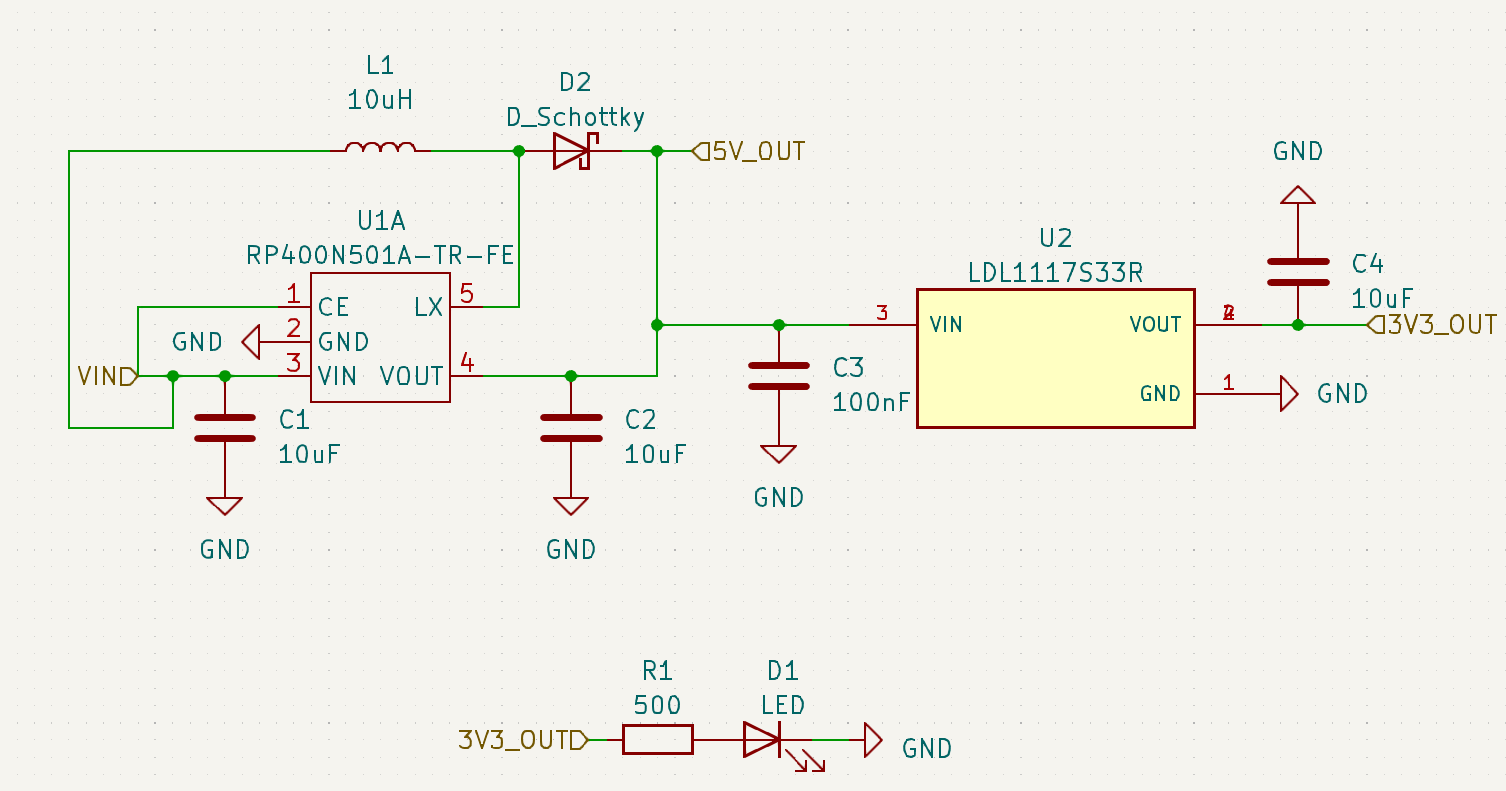 L1
10uH
D2
D_Schottky
5V_OUT
GND
U1A
RP400N501A-TR-FE
1
CE
LX
5
GND
2
GND
VIN
3
VIN
VOUT
4
C1
10uF
GND
C2
10uF
GND
C3
100nF
GND
U2
LDL1117S33R
3
VIN
VOUT
GND
1
GND
C4
10uF
3V3_OUT
R1
500
D1
LED
3V3_OUT
GND